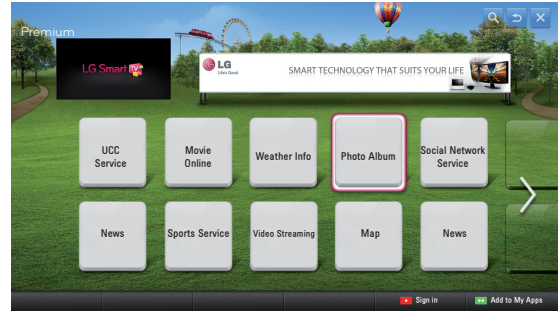 Premium
LG Smart TV
LG
Life's Good
SMART TECHNOLOGY THAT SUITS YOUR LIFE
UCC
Service
Movie
Online
Weather Info
Photo Album
Social Network
Service
News
Sports Service
Video Streaming
Map
News
Sign in
Add to My Apps